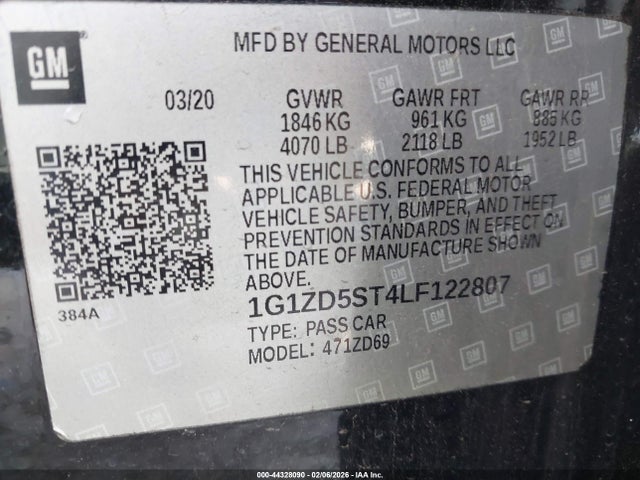 GM
MFD BY GENERAL MOTORS LLC
03/20 GVWR GAWR FRT GAWR RR
1846 KG 961 KG 885 KG
4070 LB 2118 LB 1952 LB
THIS VEHICLE CONFORMS TO ALL
APPLICABLE U.S. FEDERAL MOTOR
VEHICLE SAFETY, BUMPER, AND THEFT
PREVENTION STANDARDS IN EFFECT ON
THE DATE OF MANUFACTURE SHOWN
ABOVE.
384A
1G1ZD5ST4LF122807
TYPE: PASS CAR
MODEL: 471ZD69
000-44328090 - 02/06/2026 - IAA Inc.